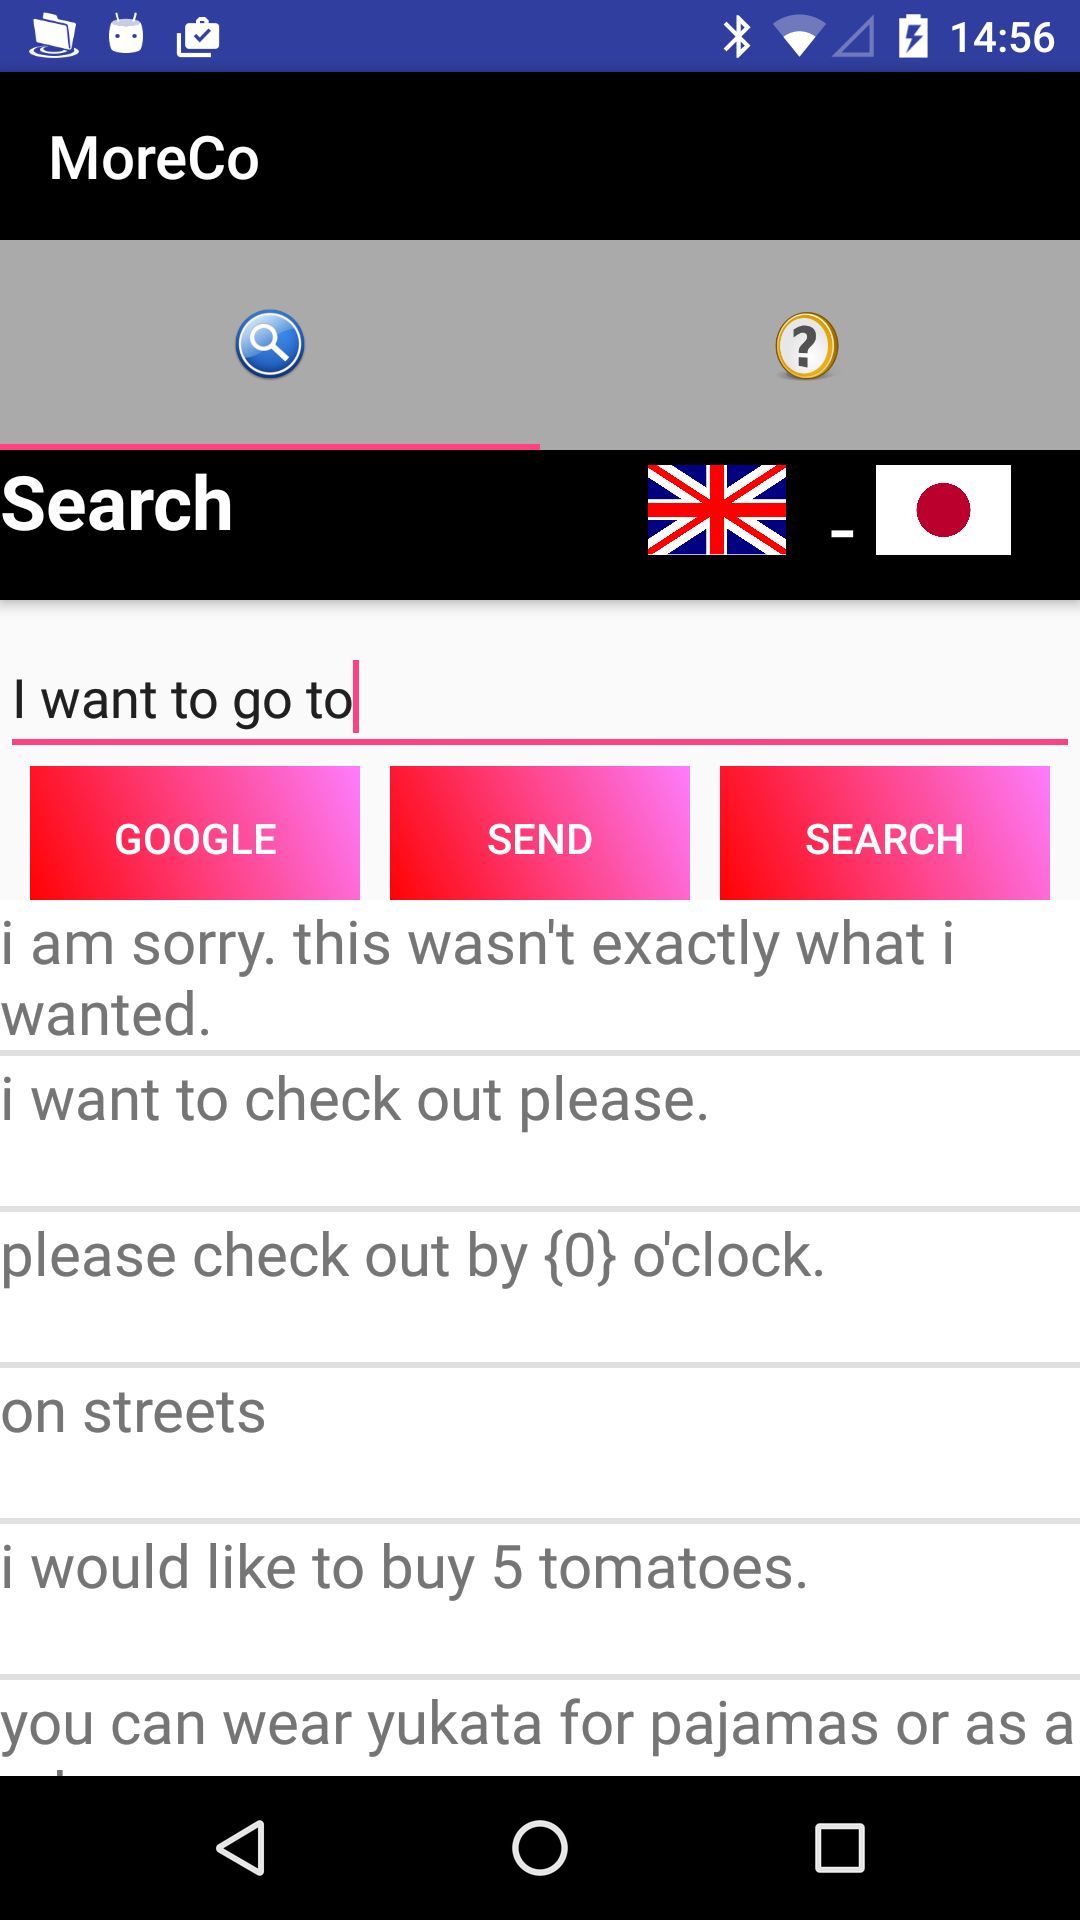 14:56
MoreCo
Search
-
I want to go to
GOOGLE SEND SEARCH
i am sorry. this wasn't exactly what i
wanted.
i want to check out please.
please check out by {0} o'clock.
on streets
i would like to buy 5 tomatoes.
you can wear yukata for pajamas or as a